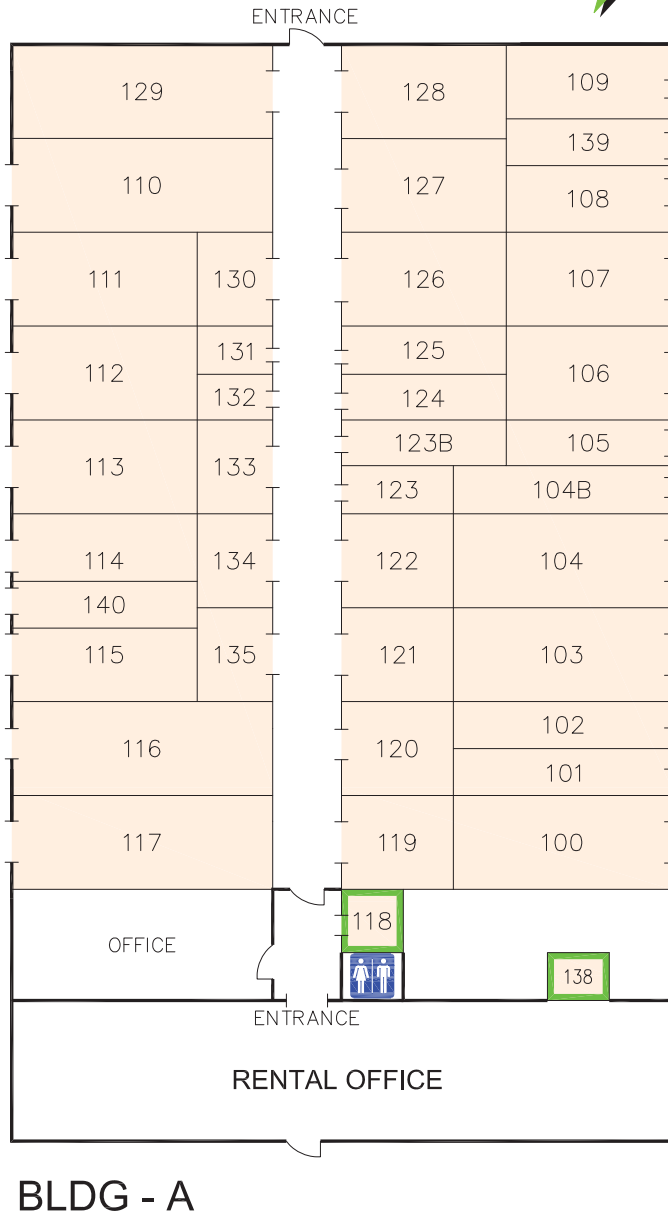 ENTRANCE
129 128 109
139
110 127 108
111 130 126 107
131 125
112 106
132 124
123B 105
113 133
123 104B
114 134 122 104
140
115 135 121 103
102
116 120
101
117 119 100
118
OFFICE
138
ENTRANCE
RENTAL OFFICE
BLDG - A